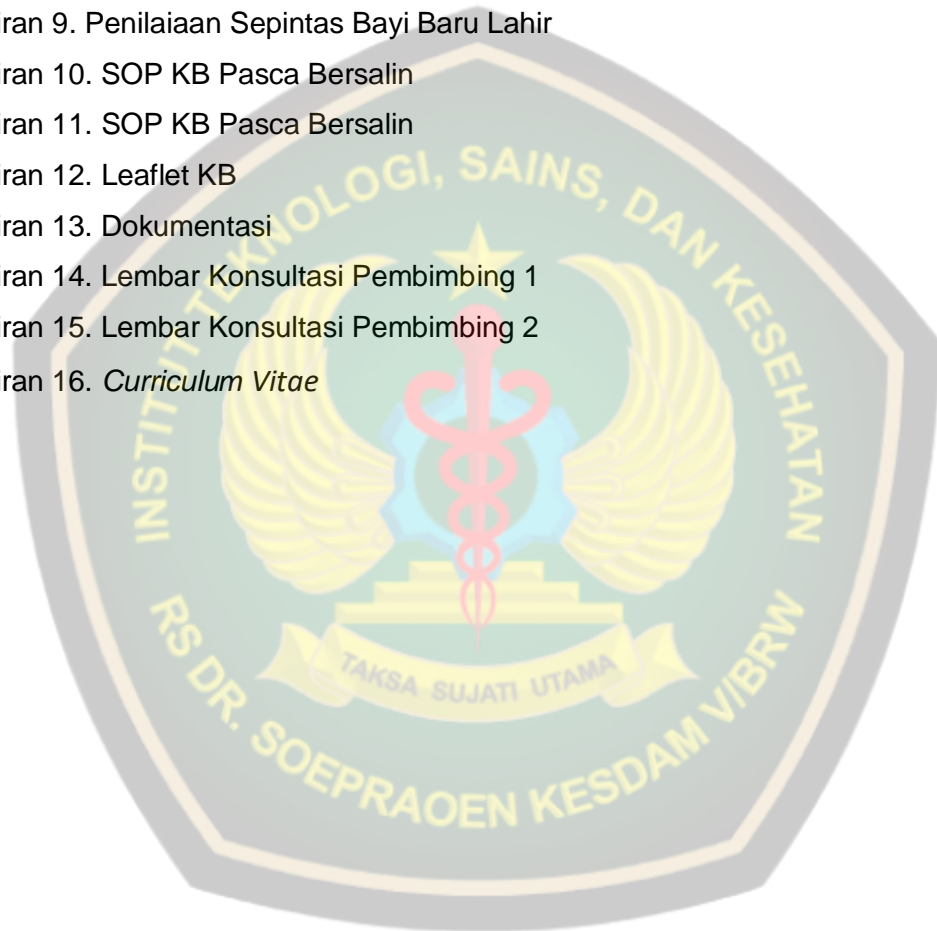 iran 9. Penilaiaan Sepintas Bayi Baru Lahir
iran 10. SOP KB Pasca Bersalin
iran 11. SOP KB Pasca Bersalin
iran 12. Leaflet KB
iran 13. Dokumentasi
iran 14. Lembar Konsultasi Pembimbing 1
iran 15. Lembar Konsultasi Pembimbing 2
iran 16. Curriculum Vitae
INSTITUT TEKNOLOGI, SAINS, DAN KESEHATAN
TAKSA SUJATI UTAMA
RS DR. SOEPRAOEN KESDAM V/BRW